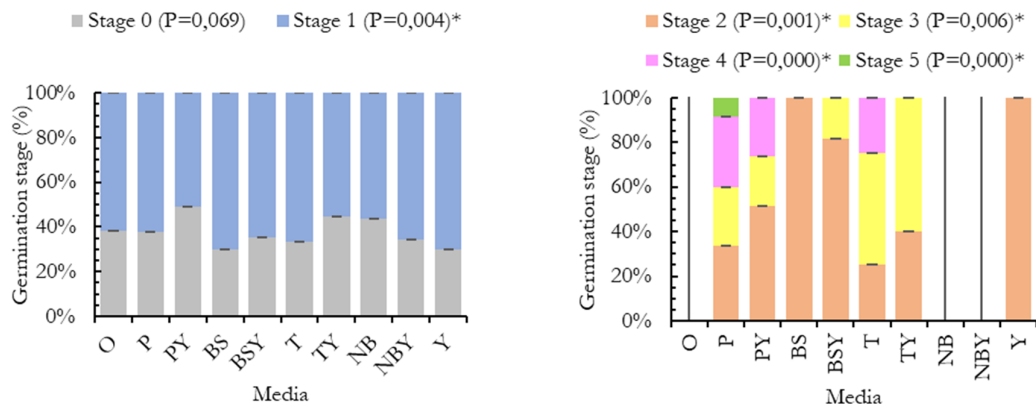 Stage 0 (P=0,069) Stage 1 (P=0,004)*
100%
80%
60%
40%
20%
0%
Germination stage (%)
O P PY BS BSY T TY NB NBY Y
Media
Stage 2 (P=0,001)* Stage 3 (P=0,006)*
Stage 4 (P=0,000)* Stage 5 (P=0,000)*
100%
80%
60%
40%
20%
0%
Germination stage (%)
O P PY BS BSY T TY NB NBY Y
Media